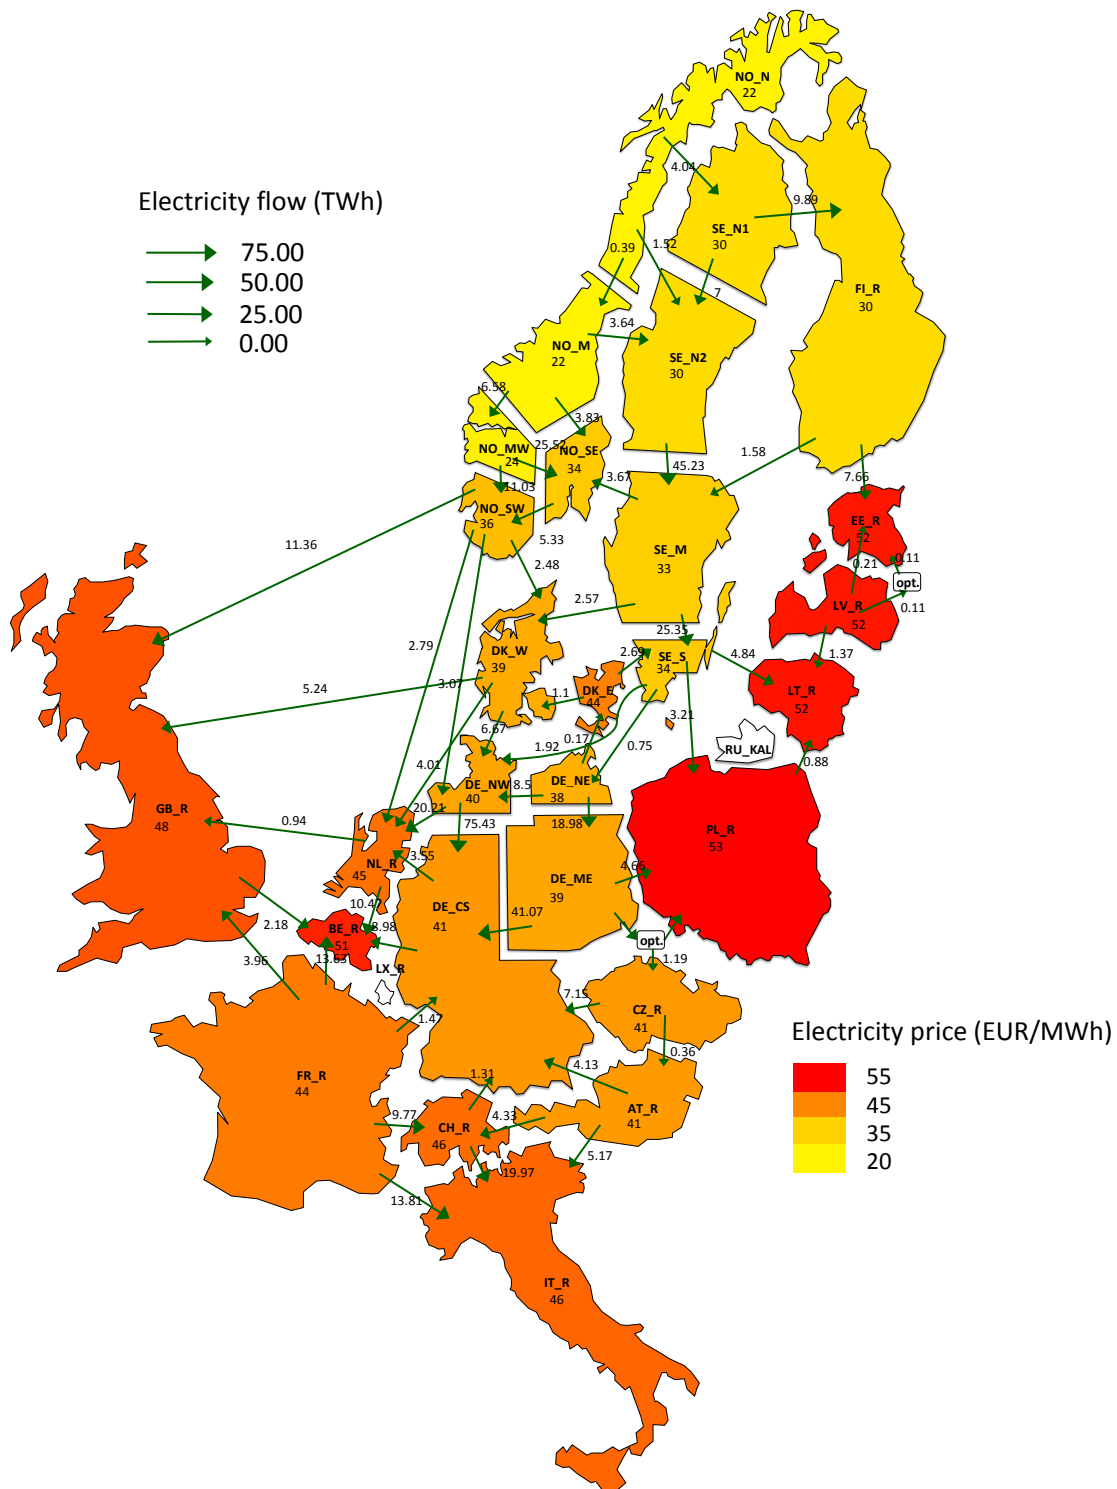 NO_N
22
4.04
Electricity flow (TWh)
9.89
SE_N1
30
75.00
0.39
1.52
50.00
7
FI_R
30
25.00
3.64
0.00
NO_M
22
SE_N2
30
6.58
3.83
25.52
NO_MW
24
NO_SE
34
1.58
45.23
3.67
7.66
11.03
NO_SW
36
EE_R
52
5.33
11.36
SE_M
33
2.48
0.21
0.11
opt.
LV_R
52
0.11
2.57
25.35
2.79
DK_W
39
2.69
SE_S
34
4.84
1.37
3.07
5.24
1.1
DK_E
44
LT_R
52
3.21
6.67
0.17
1.92
0.75
RU_KAL
0.88
4.01
DE_NW
40
8.5
DE_NE
38
GB_R
48
20.21
0.94
75.43
18.98
PL_R
53
NL_R
45
3.55
4.66
DE_ME
39
10.47
DE_CS
41
41.07
2.18
BE_R
51
8.98
opt.
3.96
13.63
1.19
LX_R
7.15
CZ_R
41
1.47
Electricity price (EUR/MWh)
0.36
4.13
FR_R
44
1.31
55
45
35
20
9.77
CH_R
46
4.33
AT_R
41
5.17
19.97
13.81
IT_R
46